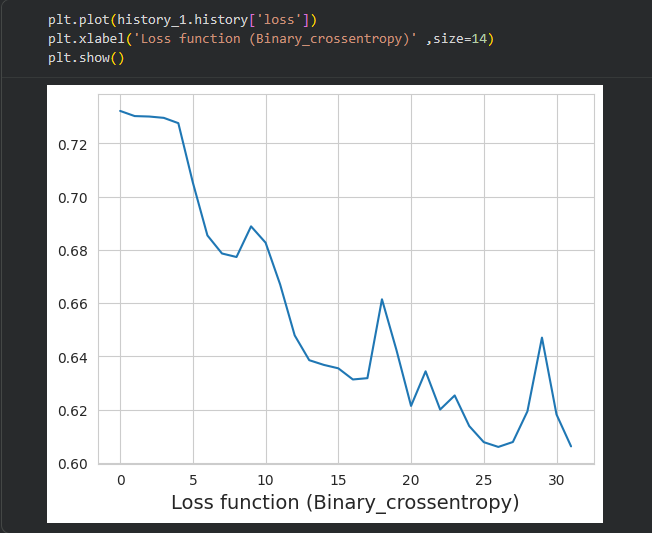 plt.plot(history_1.history['loss'])
plt.xlabel('Loss function (Binary_crossentropy)' ,size=14)
plt.show()
0.72
0.70
0.68
0.66
0.64
0.62
0.60
0 5 10 15 20 25 30
Loss function (Binary_crossentropy)